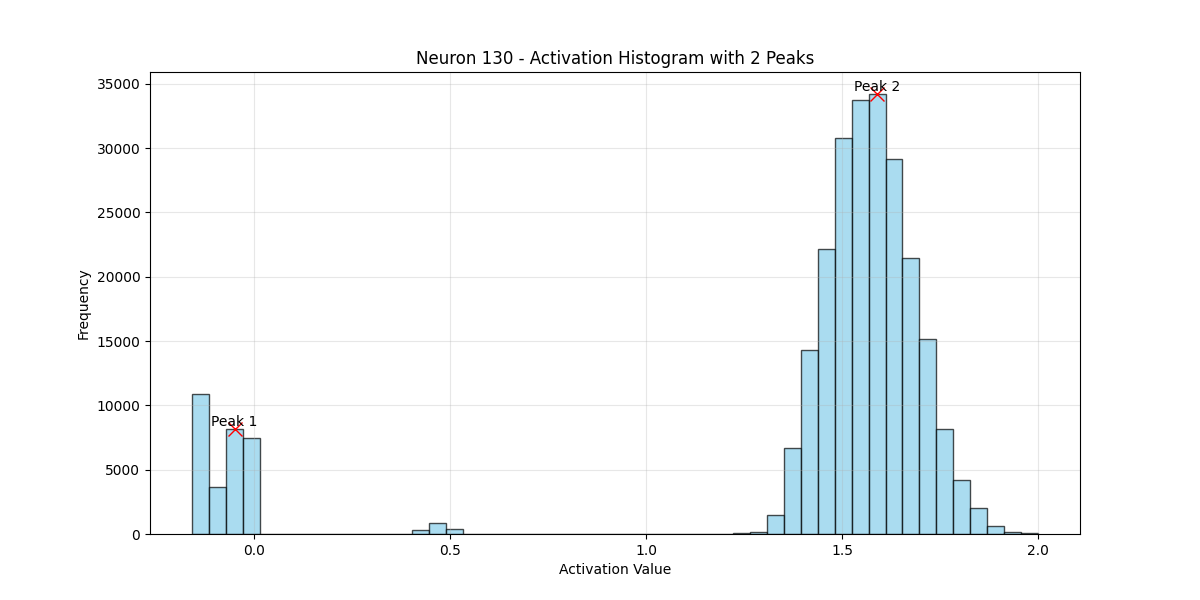 Neuron 130 - Activation Histogram with 2 Peaks
Frequency
35000
30000
25000
20000
15000
10000
5000
0
Peak 1
Peak 2
0.0 0.5 1.0 1.5 2.0
Activation Value